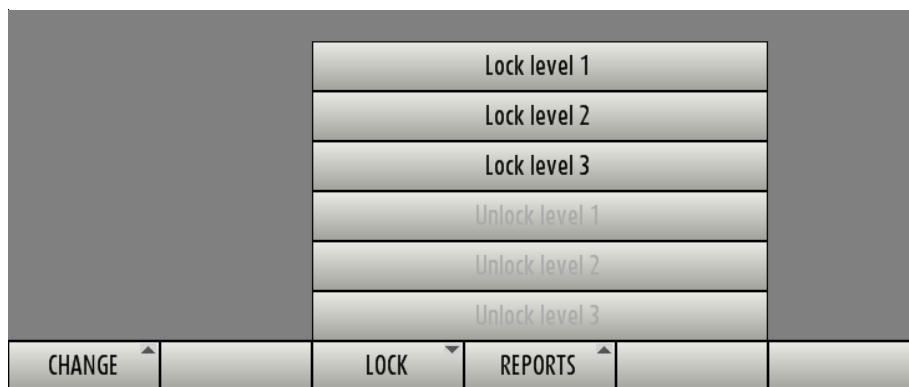 Lock level 1
Lock level 2
Lock level 3
Unlock level 1
Unlock level 2
Unlock level 3
CHANGE LOCK REPORTS